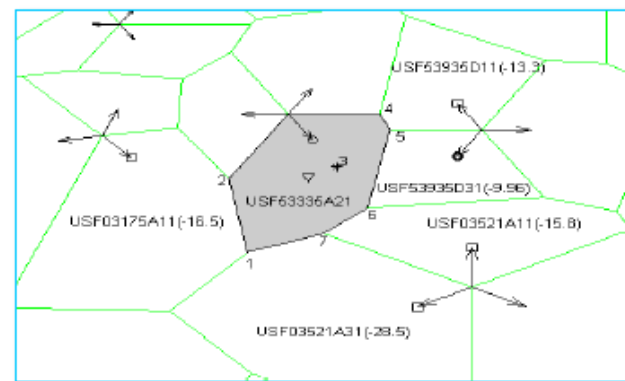 USF53935D11(-13.3)
4
5
3
2
USF53935D31(-9.96)
USF53335A21
6
USF03175A11(-16.5)
USF03521A11(-15.8)
7
1
USF03521A31(-28.5)